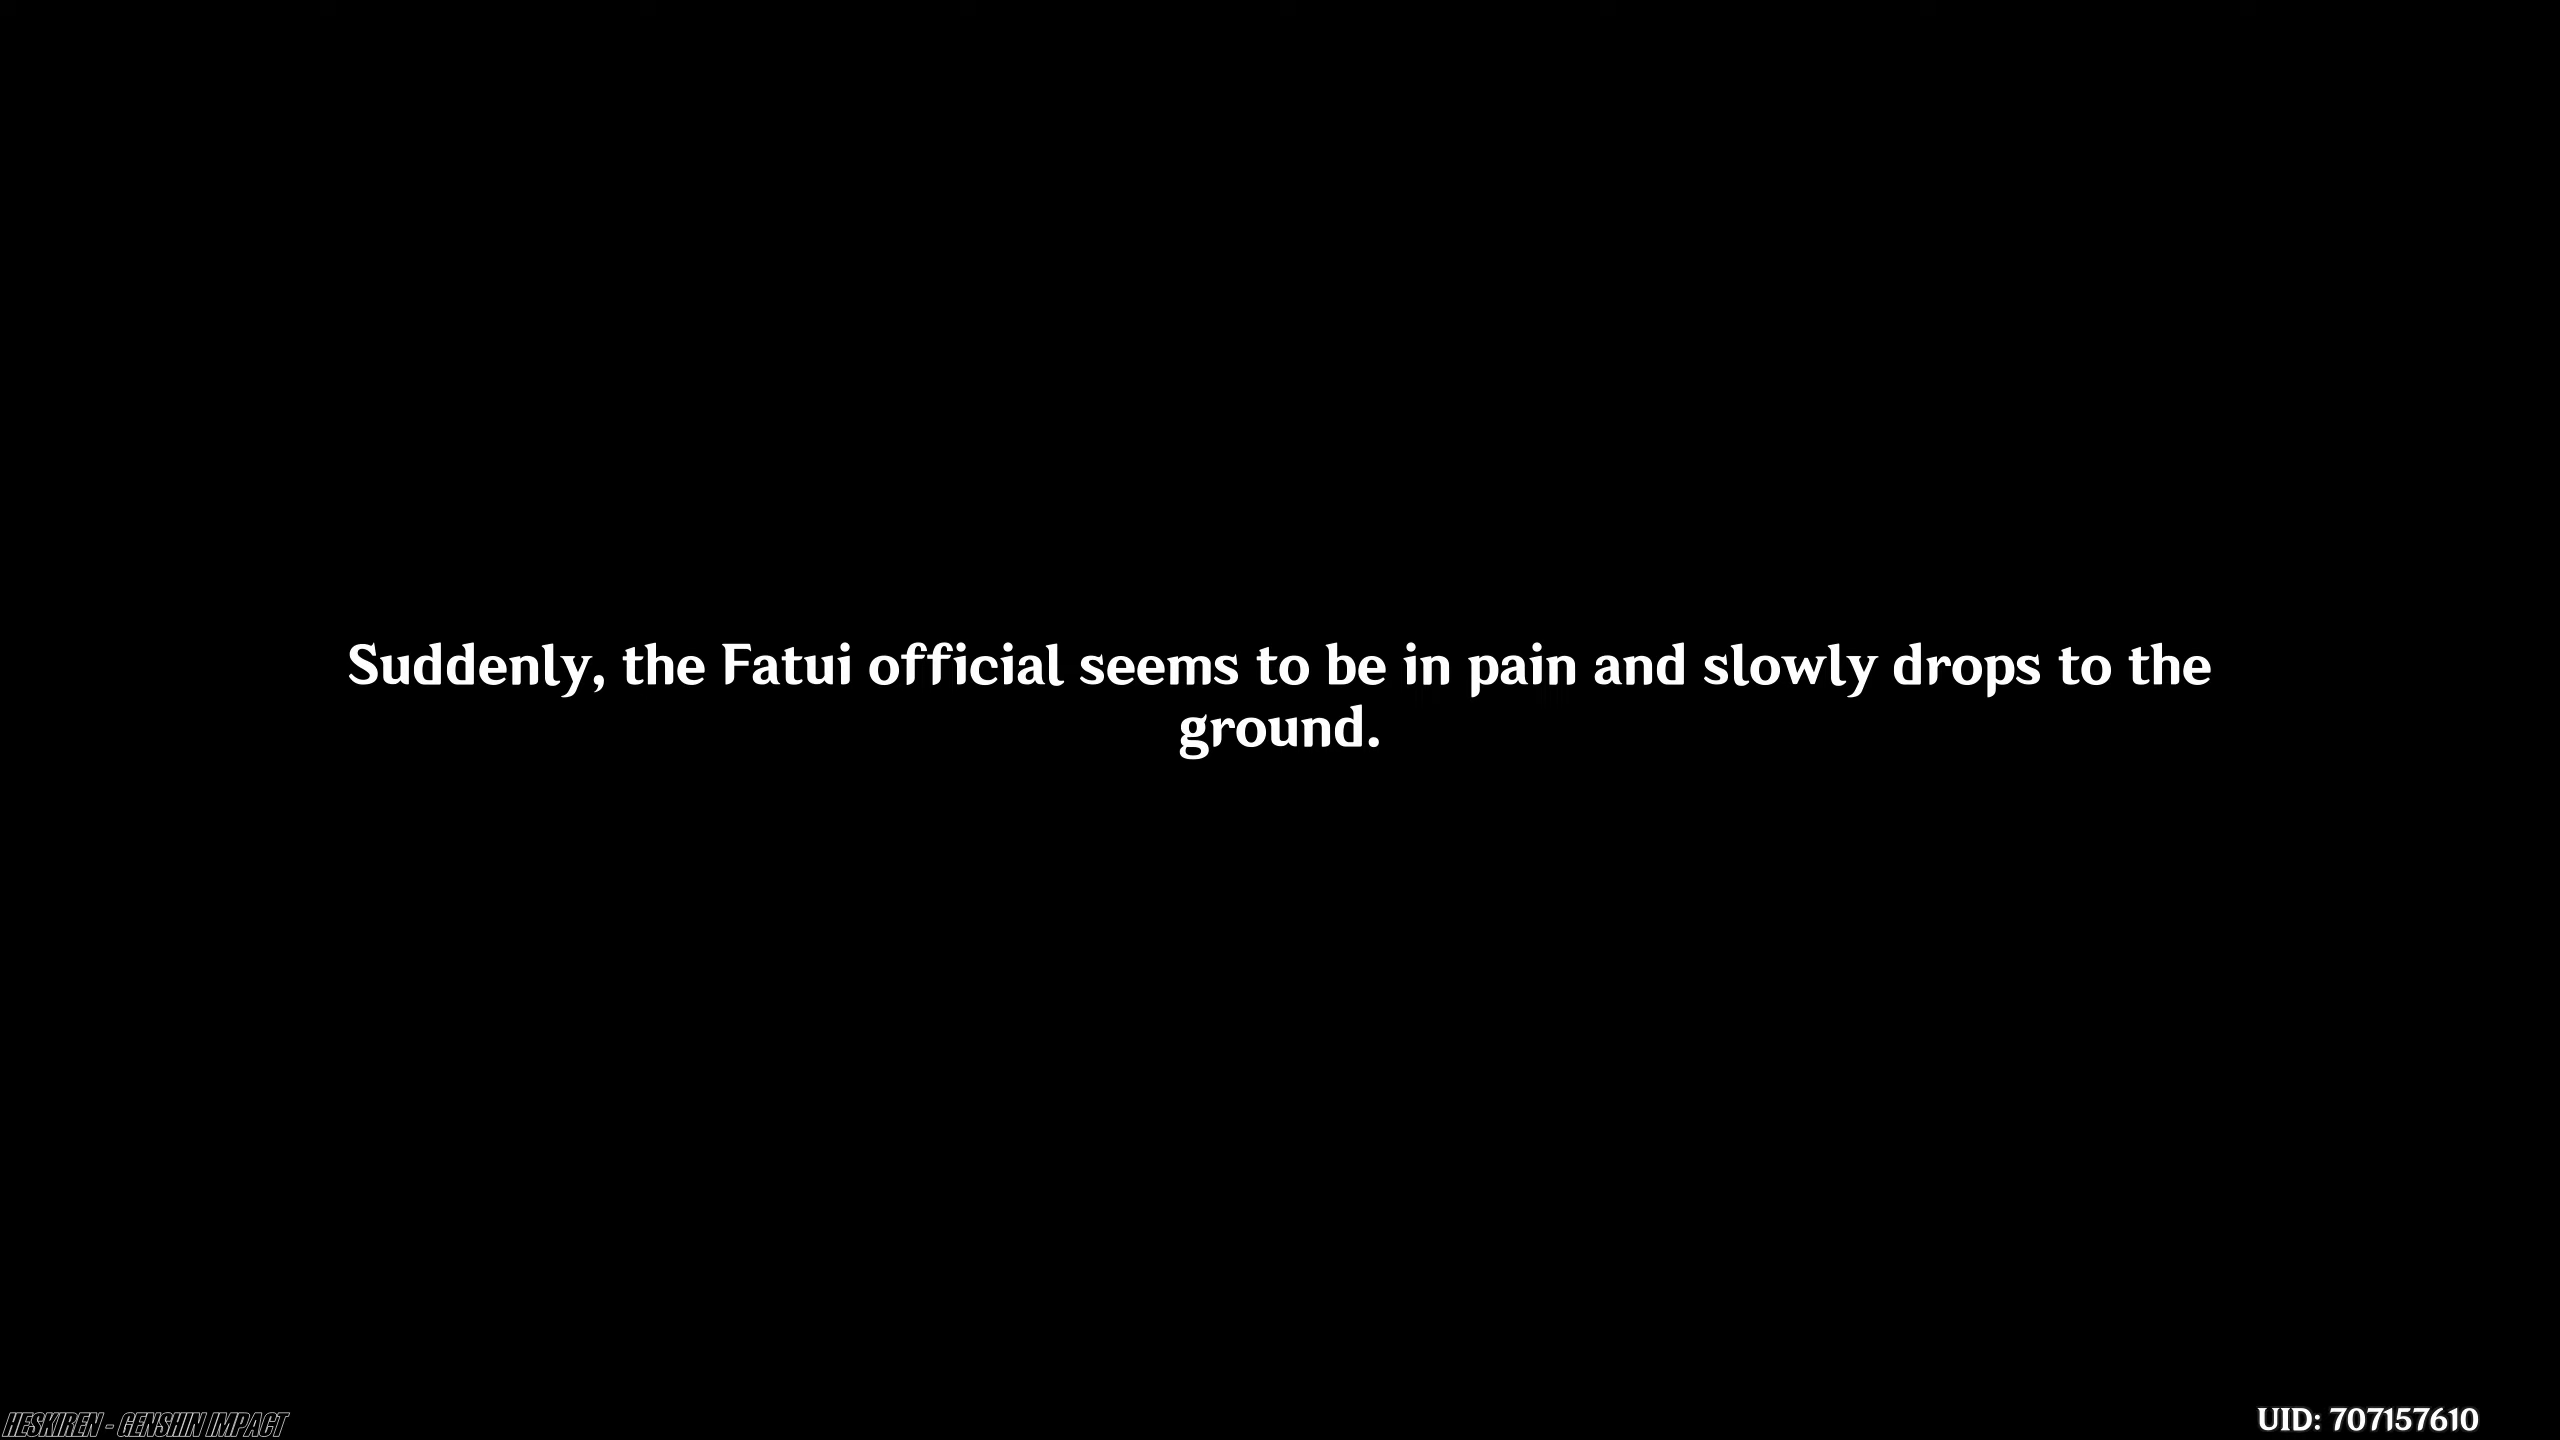 Suddenly, the Fatui official seems to be in pain and slowly drops to the
ground.
HESKIREN - GENSHIN IMPACT
UID: 707157610